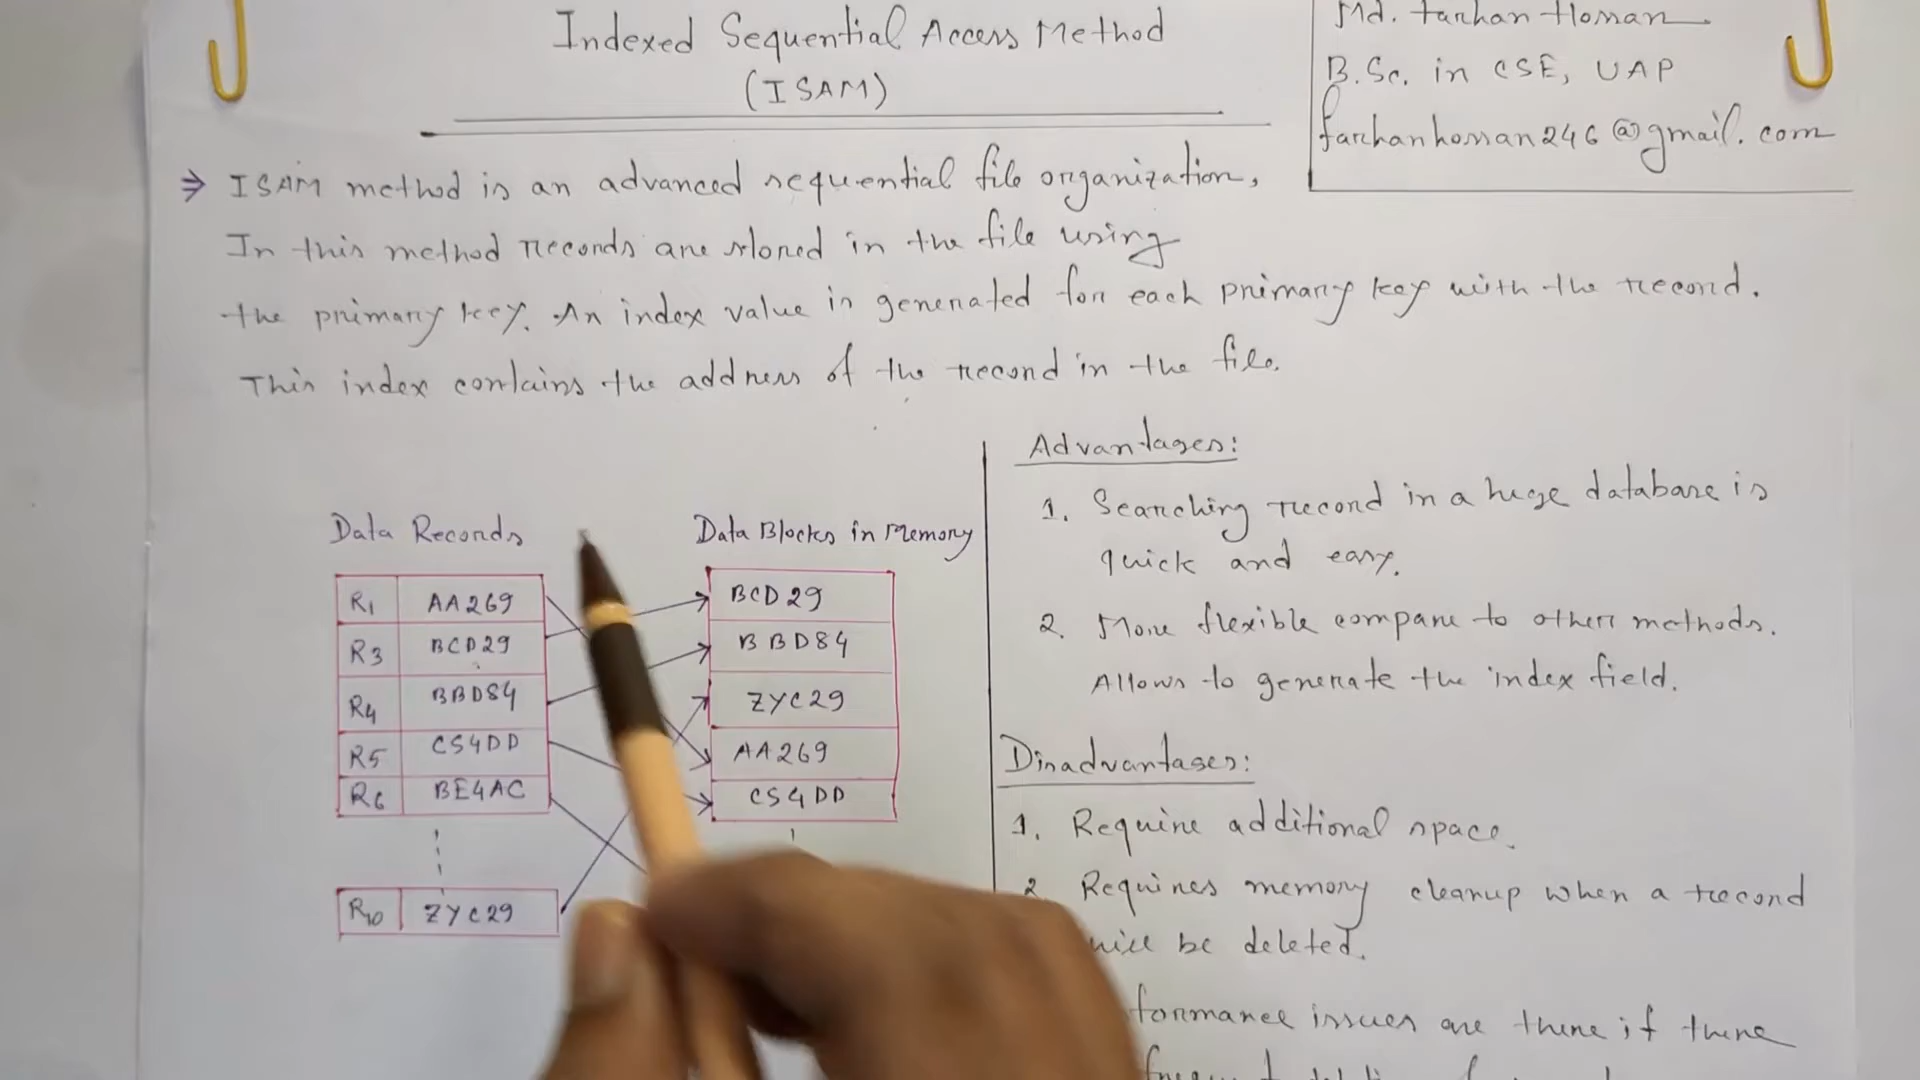 Indexed Sequential Access Method
(ISAM)
Md. Farhan Hossan
B.Sc. in CSE, UAP
farhanhossan246@gmail.com
⇒ ISAM method is an advanced sequential file organization,
In this method records are stored in the file using
the primary key. An index value is generated for each primary key with the record.
This index contains the address of the record in the file.
Data Records
R1 AA269
R3 BCD29
R4 BBD84
R5 CS4DD
R6 BE4AC
R10 ZYC29
Data Blocks in Memory
BCD29
BBD84
ZYC29
AA269
CS4DD
Advantages:
1. Searching record in a huge database is
quick and easy.
2. More flexible compare to other methods.
Allows to generate the index field.
Disadvantages:
1. Require additional space.
2. Requires memory cleanup when a record
will be deleted.
formance issues are there if there